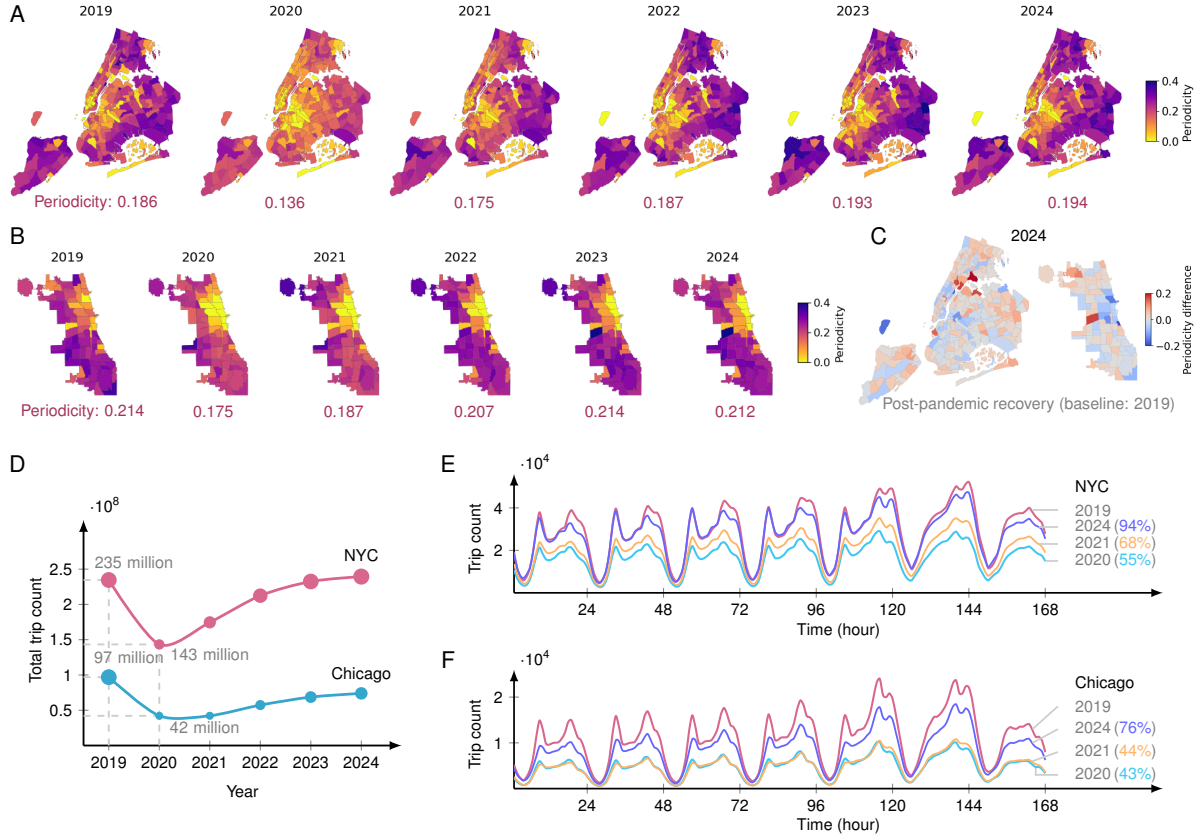 A
2019 2020 2021 2022 2023 2024
0.4
0.2
0.0
Periodicity
Periodicity: 0.186 0.136 0.175 0.187 0.193 0.194
B
2019 2020 2021 2022 2023 2024
0.4
0.2
0.0
Periodicity
Periodicity: 0.214 0.175 0.187 0.207 0.214 0.212
C
2024
0.2
0.0
−0.2
Periodicity difference
Post-pandemic recovery (baseline: 2019)
D
·10⁸
Total trip count
2.5
2
1.5
1
0.5
235 million
NYC
97 million
143 million
Chicago
42 million
2019 2020 2021 2022 2023 2024
Year
E
·10⁴
Trip count
4
2
NYC
2019
2024 (94%)
2021 (68%)
2020 (55%)
24 48 72 96 120 144 168
Time (hour)
F
·10⁴
Trip count
2
1
Chicago
2019
2024 (76%)
2021 (44%)
2020 (43%)
24 48 72 96 120 144 168
Time (hour)